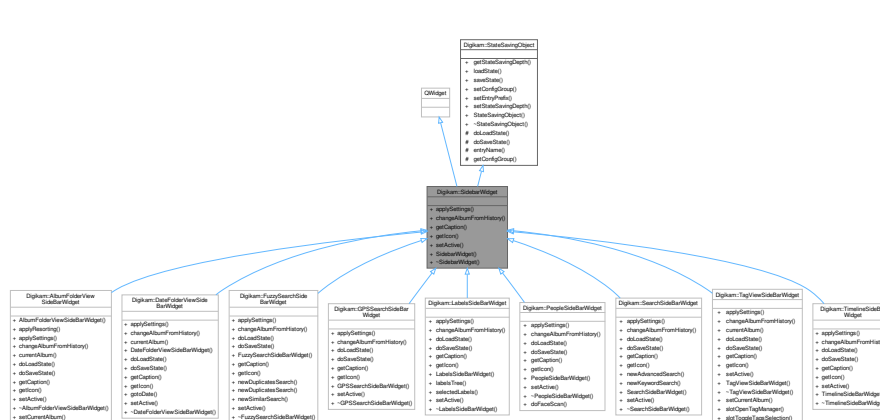 Digikam::StateSavingObject
+ getStateSavingDepth()
+ loadState()
+ saveState()
+ setConfigGroup()
+ setEntryPrefix()
+ setStateSavingDepth()
+ StateSavingObject()
+ ~StateSavingObject()
# doLoadState()
# doSaveState()
# entryName()
# getConfigGroup()
QWidget
Digikam::SidebarWidget
+ applySettings()
+ changeAlbumFromHistory()
+ getCaption()
+ getIcon()
+ setActive()
+ SidebarWidget()
+ ~SidebarWidget()
Digikam::AlbumFolderView
SideBarWidget
+ AlbumFolderViewSideBarWidget()
+ applyResorting()
+ applySettings()
+ changeAlbumFromHistory()
+ currentAlbum()
+ doLoadState()
+ doSaveState()
+ getCaption()
+ getIcon()
+ setActive()
+ ~AlbumFolderViewSideBarWidget()
+ setCurrentAlbum()
Digikam::DateFolderViewSide
BarWidget
+ applySettings()
+ changeAlbumFromHistory()
+ currentAlbum()
+ DateFolderViewSideBarWidget()
+ doLoadState()
+ doSaveState()
+ getCaption()
+ getIcon()
+ gotoDate()
+ setActive()
+ ~DateFolderViewSideBarWidget()
Digikam::FuzzySearchSide
BarWidget
+ applySettings()
+ changeAlbumFromHistory()
+ doLoadState()
+ doSaveState()
+ FuzzySearchSideBarWidget()
+ getCaption()
+ getIcon()
+ newDuplicatesSearch()
+ newDuplicatesSearch()
+ newSimilarSearch()
+ setActive()
+ ~FuzzySearchSideBarWidget()
Digikam::GPSSearchSideBar
Widget
+ applySettings()
+ changeAlbumFromHistory()
+ doLoadState()
+ doSaveState()
+ getCaption()
+ getIcon()
+ GPSSearchSideBarWidget()
+ setActive()
+ ~GPSSearchSideBarWidget()
Digikam::LabelsSideBarWidget
+ applySettings()
+ changeAlbumFromHistory()
+ doLoadState()
+ doSaveState()
+ getCaption()
+ getIcon()
+ LabelsSideBarWidget()
+ labelsTree()
+ selectedLabels()
+ setActive()
+ ~LabelsSideBarWidget()
Digikam::PeopleSideBarWidget
+ applySettings()
+ changeAlbumFromHistory()
+ doLoadState()
+ doSaveState()
+ getCaption()
+ getIcon()
+ PeopleSideBarWidget()
+ setActive()
+ ~PeopleSideBarWidget()
+ doFaceScan()
Digikam::SearchSideBarWidget
+ applySettings()
+ changeAlbumFromHistory()
+ doLoadState()
+ doSaveState()
+ getCaption()
+ getIcon()
+ newAdvancedSearch()
+ newKeywordSearch()
+ SearchSideBarWidget()
+ setActive()
+ ~SearchSideBarWidget()
Digikam::TagViewSideBarWidget
+ applySettings()
+ changeAlbumFromHistory()
+ currentAlbum()
+ doLoadState()
+ doSaveState()
+ getCaption()
+ getIcon()
+ setActive()
+ TagViewSideBarWidget()
+ ~TagViewSideBarWidget()
+ setCurrentAlbum()
+ slotOpenTagManager()
+ slotToggleTagsSelection()
Digikam::TimelineSideB
Widget
+ applySettings()
+ changeAlbumFromHist
+ doLoadState()
+ doSaveState()
+ getCaption()
+ getIcon()
+ setActive()
+ TimelineSideBarWidge
+ ~TimelineSideBarWidg